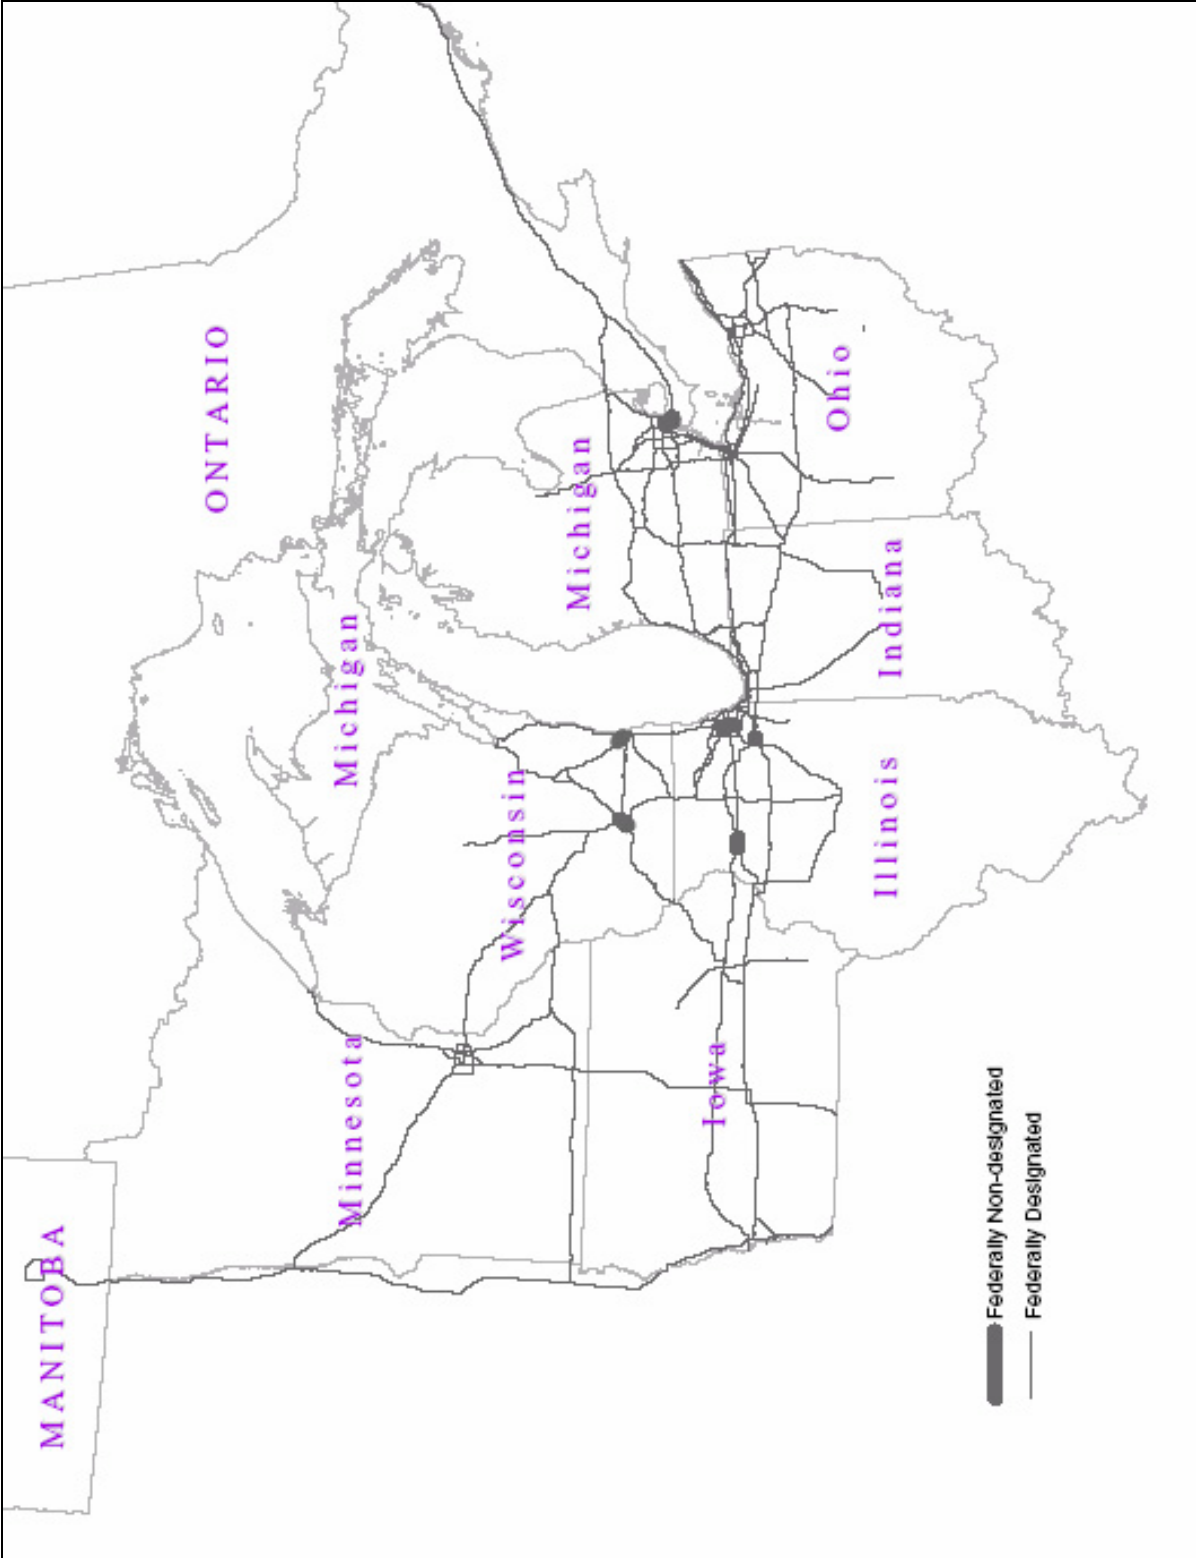 MANITOBA
ONTARIO
Minnesota
Michigan
Wisconsin
Michigan
Iowa
Illinois
Indiana
Ohio
Federally Non-designated
Federally Designated